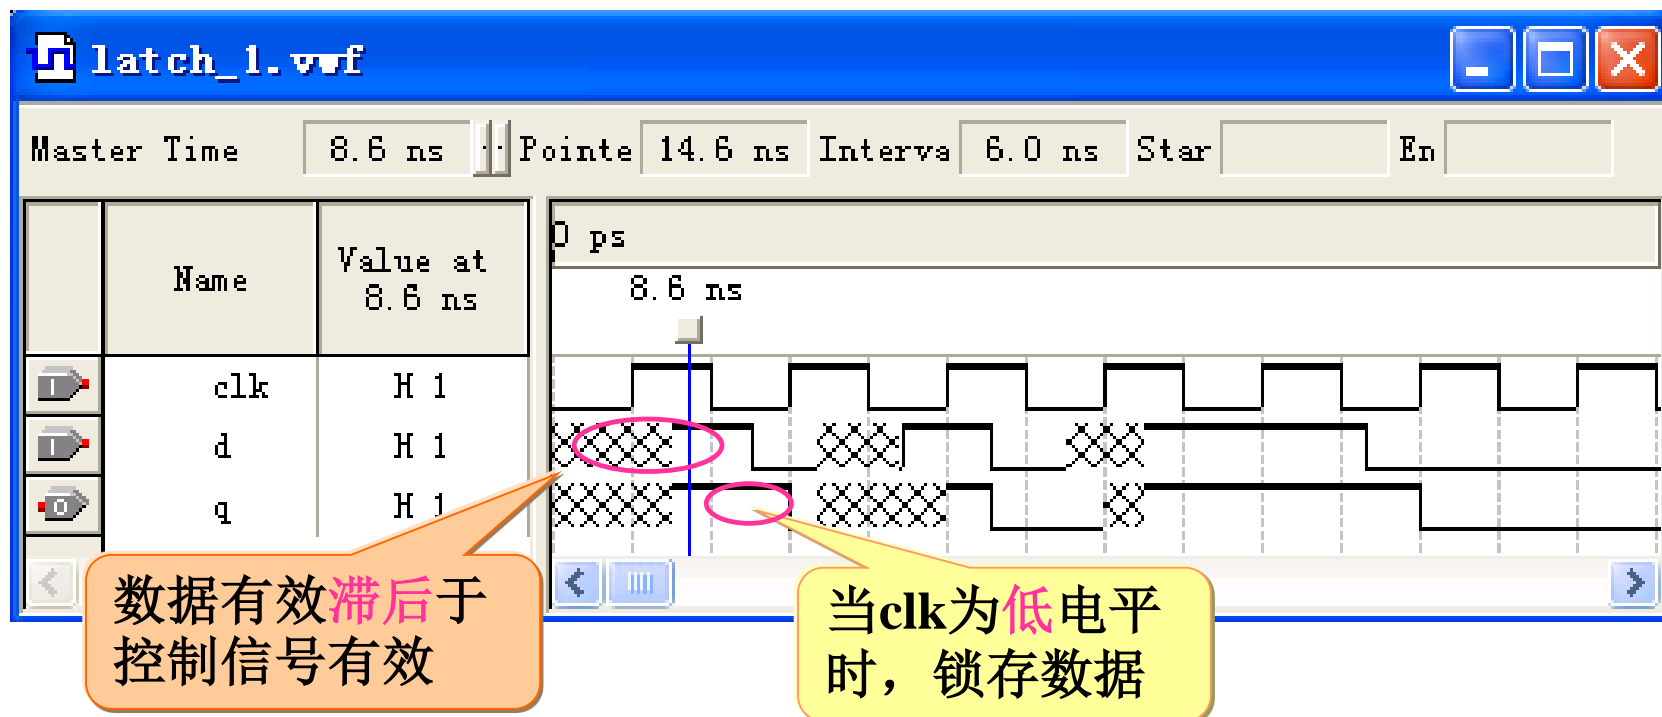 latch_1.vwf
Master Time 8.6 ns Pointe 14.6 ns Interva 6.0 ns Star En
0 ps
8.6 ns
Name Value at 8.6 ns
clk H 1
d H 1
q H 1
数据有效滞后于
控制信号有效
当clk为低电平
时，锁存数据